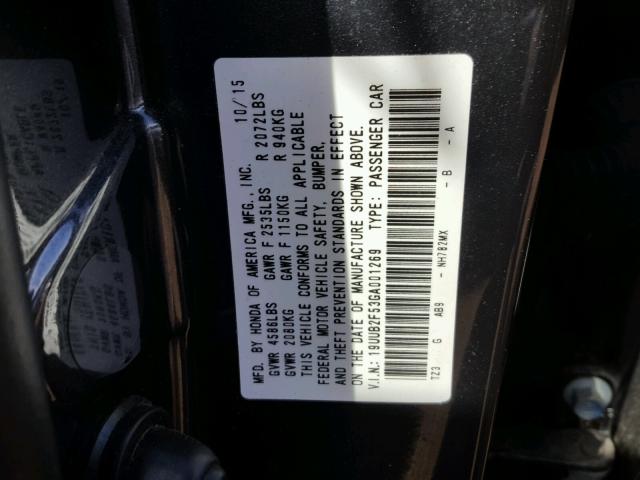 MFD. BY HONDA OF AMERICA MFG., INC. 10/15
GVWR 4586LBS GAWR F 2535LBS R 2072LBS
GVWR 2080KG GAWR F 1150KG R 940KG
THIS VEHICLE CONFORMS TO ALL APPLICABLE
FEDERAL MOTOR VEHICLE SAFETY, BUMPER,
AND THEFT PREVENTION STANDARDS IN EFFECT
ON THE DATE OF MANUFACTURE SHOWN ABOVE.
V.I.N.: 19UUB2F53GA001269 TYPE: PASSENGER CAR
TZ3 G AB9 - NH782MX - B - A